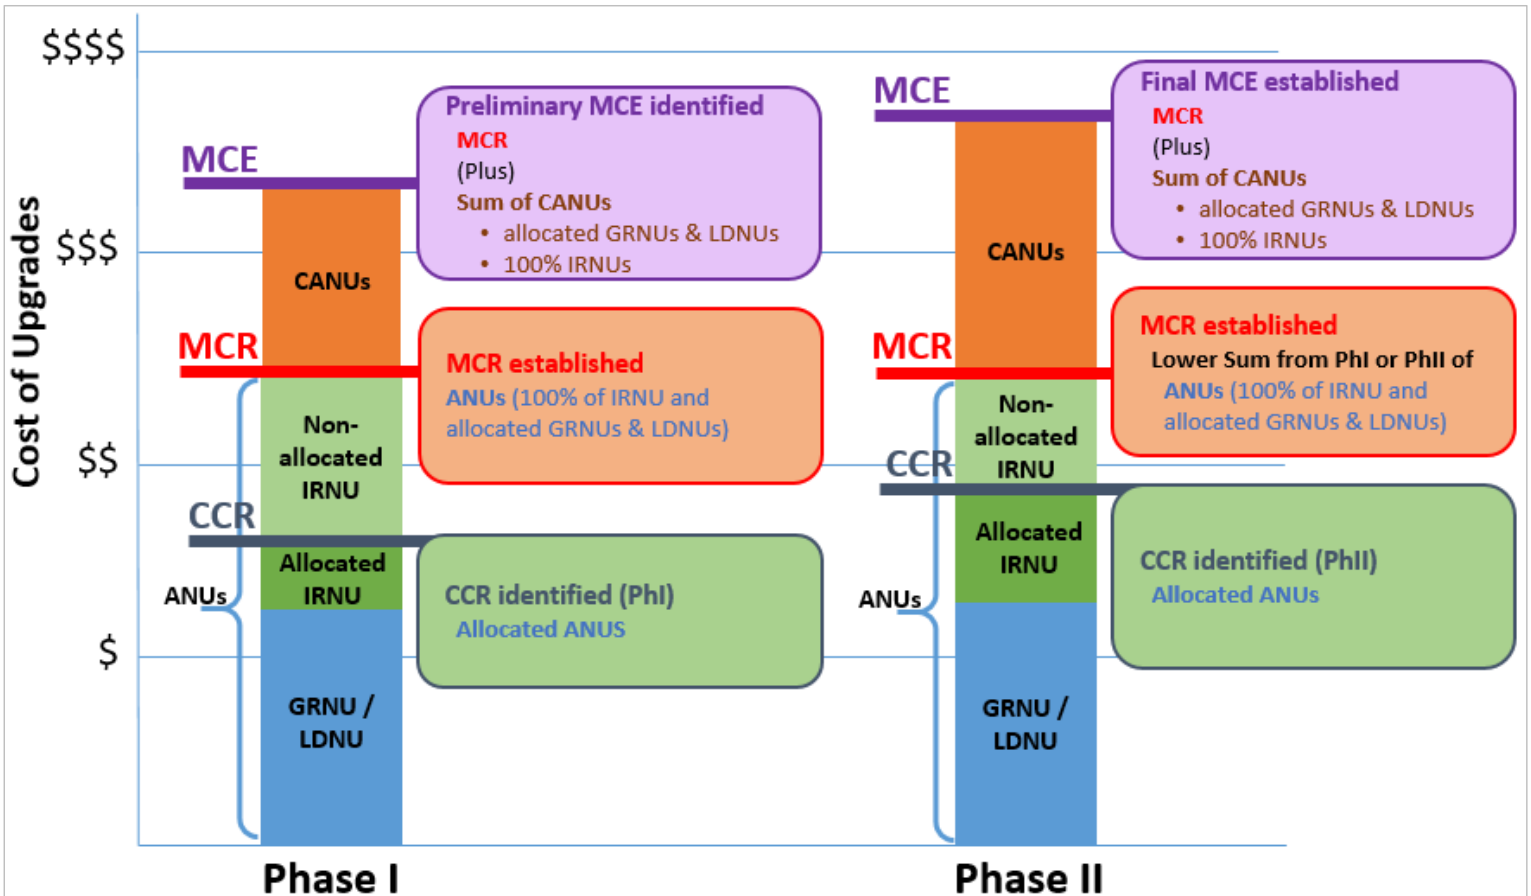 Cost of Upgrades
$$$$
$$$
$$
$
MCE
MCR
CCR
ANUs
CANUs
Non-
allocated
IRNU
Allocated
IRNU
GRNU /
LDNU
Phase I
Preliminary MCE identified
MCR
(Plus)
Sum of CANUs
• allocated GRNUs & LDNUs
• 100% IRNUs
MCR established
ANUs (100% of IRNU and
allocated GRNUs & LDNUs)
CCR identified (PhI)
Allocated ANUS
MCE
MCR
CCR
ANUs
CANUs
Non-
allocated
IRNU
Allocated
IRNU
GRNU /
LDNU
Phase II
Final MCE established
MCR
(Plus)
Sum of CANUs
• allocated GRNUs & LDNUs
• 100% IRNUs
MCR established
Lower Sum from PhI or PhII of
ANUs (100% of IRNU and
allocated GRNUs & LDNUs)
CCR identified (PhII)
Allocated ANUs